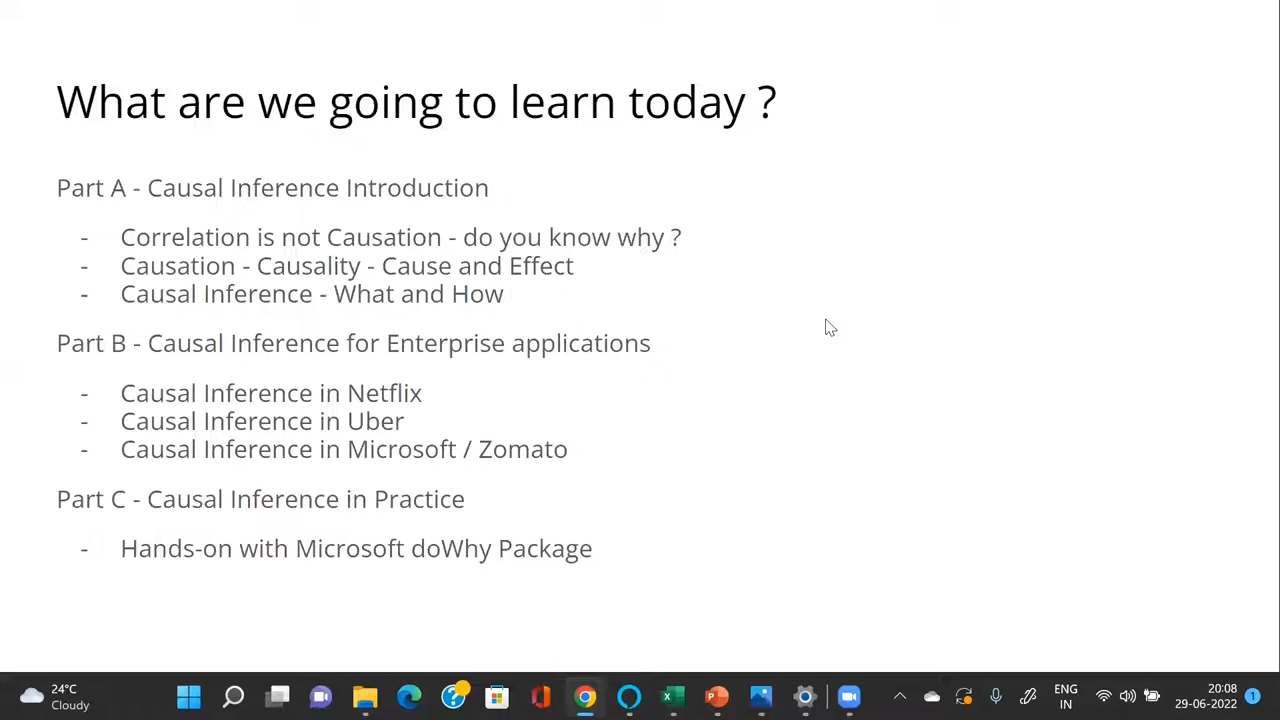 What are we going to learn today ?
Part A - Causal Inference Introduction
- Correlation is not Causation - do you know why ?
- Causation - Causality - Cause and Effect
- Causal Inference - What and How
Part B - Causal Inference for Enterprise applications
- Causal Inference in Netflix
- Causal Inference in Uber
- Causal Inference in Microsoft / Zomato
Part C - Causal Inference in Practice
- Hands-on with Microsoft doWhy Package
24°C
Cloudy
ENG
IN
20:08
29-06-2022
1